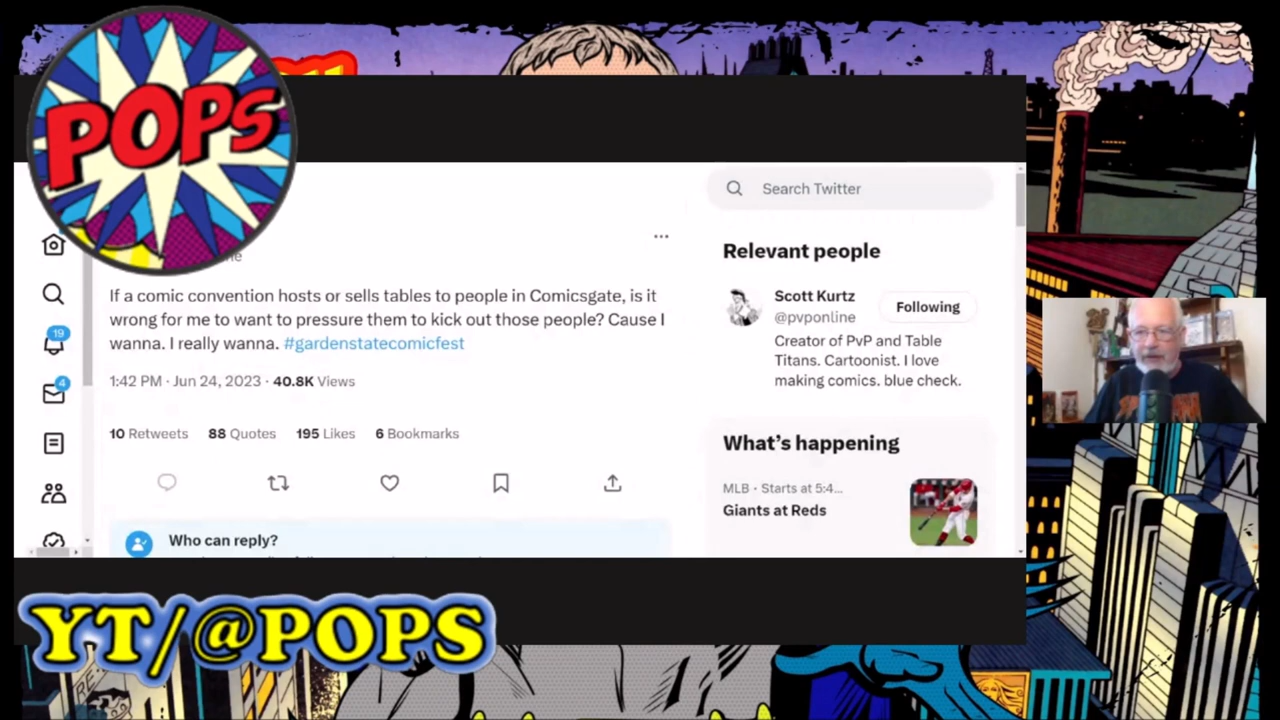 POPS
Search Twitter
Relevant people
If a comic convention hosts or sells tables to people in Comicsgate, is it
wrong for me to want to pressure them to kick out those people? Cause I
wanna. I really wanna. #gardenstatecomicfest
1:42 PM · Jun 24, 2023 · 40.8K Views
10 Retweets 88 Quotes 195 Likes 6 Bookmarks
Who can reply?
19
4
Scott Kurtz
@pvponline
Following
Creator of PvP and Table
Titans. Cartoonist. I love
making comics. blue check.
What's happening
MLB · Starts at 5:4...
Giants at Reds
YT/@POPS